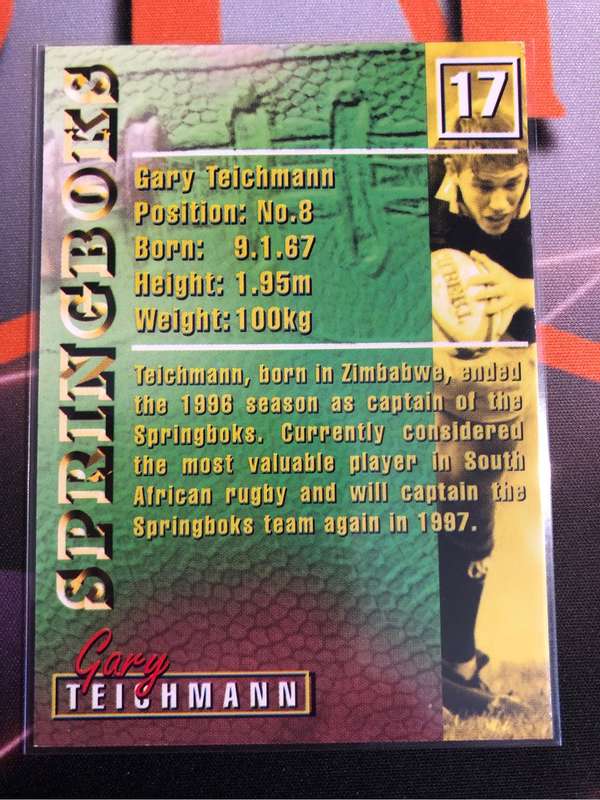 17
SPRINGBOKS
Gary Teichmann
Position: No.8
Born: 9.1.67
Height: 1.95m
Weight: 100kg
Teichmann, born in Zimbabwe, ended
the 1996 season as captain of the
Springboks. Currently considered
the most valuable player in South
African rugby and will captain the
Springboks team again in 1997.
Gary
TEICHMANN
GILBERT